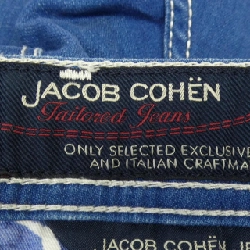 JACOB COHËN
Tailored Jeans
ONLY SELECTED EXCLUSIVE
AND ITALIAN CRAFTMA
JACOB COHËN